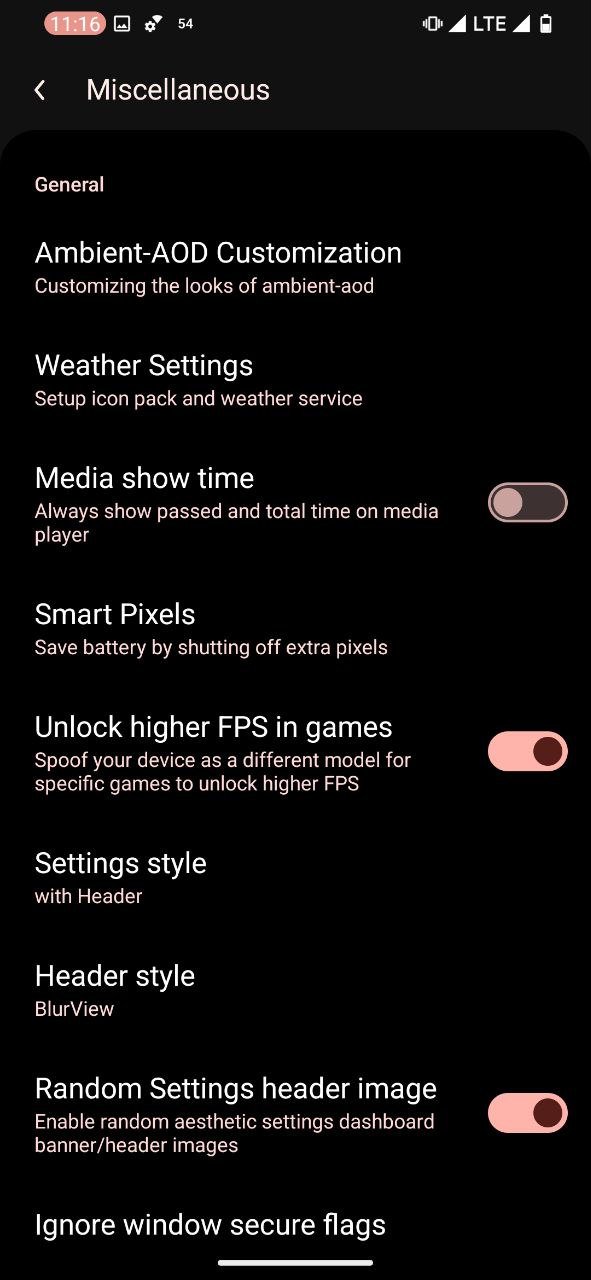 11:16 54 LTE
Miscellaneous
General
Ambient-AOD Customization
Customizing the looks of ambient-aod
Weather Settings
Setup icon pack and weather service
Media show time
Always show passed and total time on media
player
Smart Pixels
Save battery by shutting off extra pixels
Unlock higher FPS in games
Spoof your device as a different model for
specific games to unlock higher FPS
Settings style
with Header
Header style
BlurView
Random Settings header image
Enable random aesthetic settings dashboard
banner/header images
Ignore window secure flags